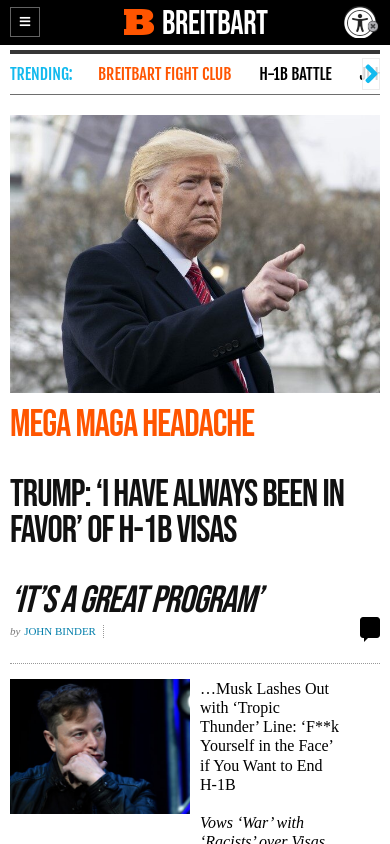 BREITBART
TRENDING: BREITBART FIGHT CLUB H-1B BATTLE
MEGA MAGA HEADACHE
TRUMP: ‘I HAVE ALWAYS BEEN IN
FAVOR’ OF H-1B VISAS
‘IT’S A GREAT PROGRAM’
by JOHN BINDER
…Musk Lashes Out
with ‘Tropic
Thunder’ Line: ‘F**k
Yourself in the Face’
if You Want to End
H-1B
Vows ‘War’ with
‘Racists’ over Visas